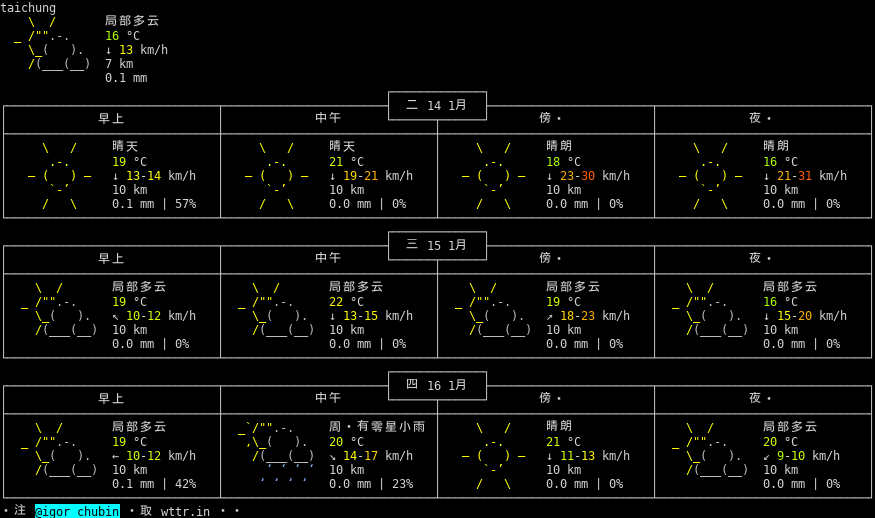 taichung
局部多云
16 °C
↓ 13 km/h
7 km
0.1 mm
二 14 1月
早上 中午 傍・ 夜・
晴天 晴天 晴朗 晴朗
19 °C 21 °C 18 °C 16 °C
↓ 13-14 km/h ↓ 19-21 km/h ↓ 23-30 km/h ↓ 21-31 km/h
10 km 10 km 10 km 10 km
0.1 mm | 57% 0.0 mm | 0% 0.0 mm | 0% 0.0 mm | 0%
三 15 1月
早上 中午 傍・ 夜・
局部多云 局部多云 局部多云 局部多云
19 °C 22 °C 19 °C 16 °C
↖ 10-12 km/h ↓ 13-15 km/h ↗ 18-23 km/h ↓ 15-20 km/h
10 km 10 km 10 km 10 km
0.0 mm | 0% 0.0 mm | 0% 0.0 mm | 0% 0.0 mm | 0%
四 16 1月
早上 中午 傍・ 夜・
局部多云 周・有零星小雨 晴朗 局部多云
19 °C 20 °C 21 °C 20 °C
← 10-12 km/h ↘ 14-17 km/h ↓ 11-13 km/h ↙ 9-10 km/h
10 km 10 km 10 km 10 km
0.1 mm | 42% 0.0 mm | 23% 0.0 mm | 0% 0.0 mm | 0%
・注 @igor_chubin ・取 wttr.in ・・